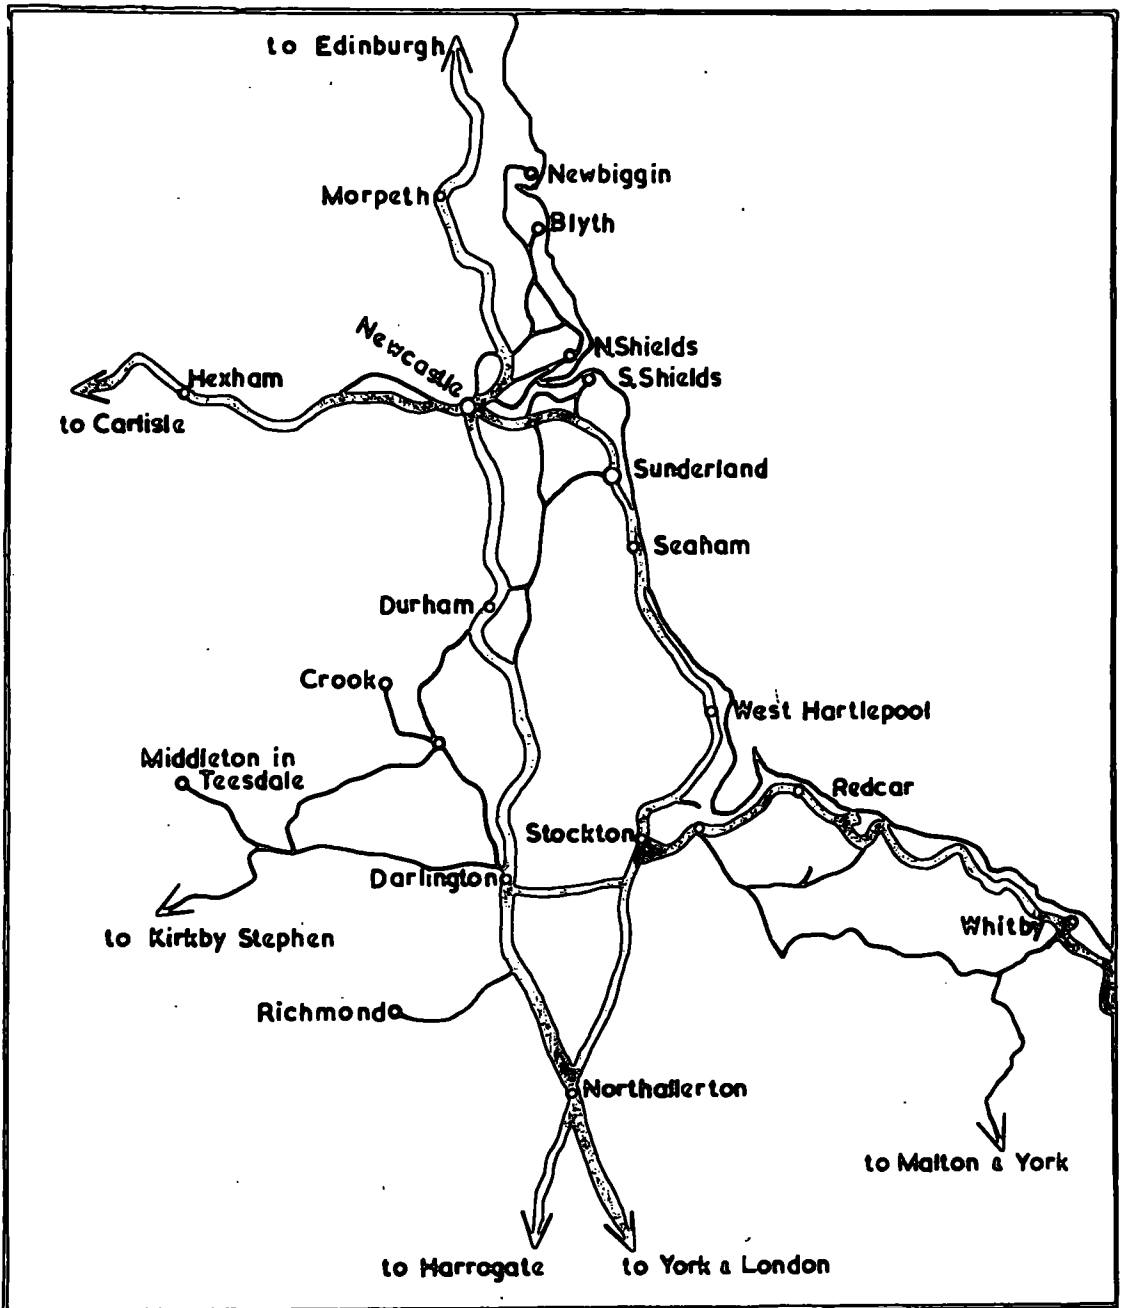 to Edinburgh
Newbiggin
Morpeth
Blyth
Newcastle
N.Shields
Hexham
S.Shields
to Carlisle
Sunderland
Seaham
Durham
Crook
West Hartlepool
Middleton in
Teesdale
Redcar
Stockton
Darlington
Whitby
to Kirkby Stephen
Richmond
Northallerton
to Malton & York
to Harrogate
to York & London